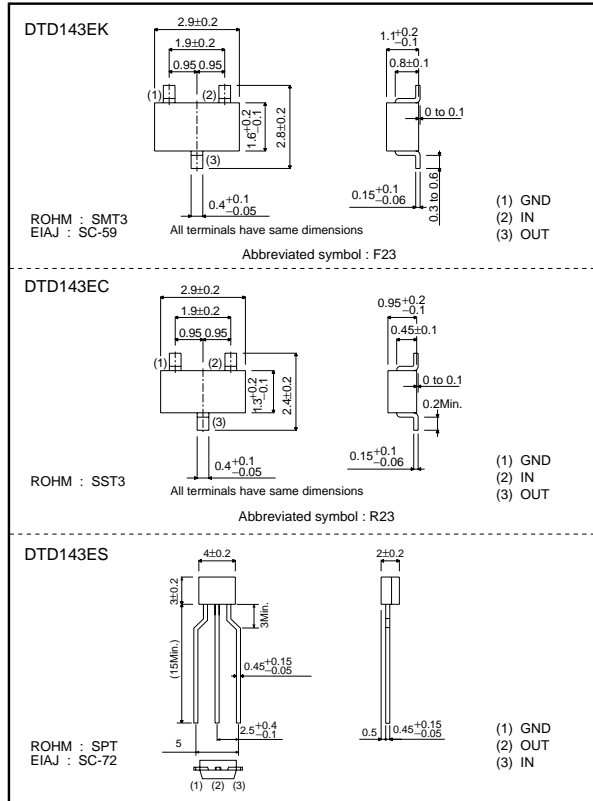 DTD143EK
2.9±0.2
1.9±0.2
0.95 0.95
(1) (2)
(3)
1.6+0.2 −0.1
2.8±0.2
0.4+0.1 −0.05
1.1+0.2 −0.1
0.8±0.1
0 to 0.1
0.15+0.1 −0.06
0.3 to 0.6
ROHM : SMT3
EIAJ : SC-59
All terminals have same dimensions
Abbreviated symbol : F23
(1) GND
(2) IN
(3) OUT
DTD143EC
2.9±0.2
1.9±0.2
0.95 0.95
(1) (2)
(3)
1.3+0.2 −0.1
2.4±0.2
0.4+0.1 −0.05
0.95+0.2 −0.1
0.45±0.1
0 to 0.1
0.2Min.
0.15+0.1 −0.06
ROHM : SST3
All terminals have same dimensions
Abbreviated symbol : R23
(1) GND
(2) IN
(3) OUT
DTD143ES
4±0.2
3±0.2
(15Min.)
3Min.
0.45+0.15 −0.05
2.5+0.4 −0.1
5
(1) (2) (3)
2±0.2
0.5
0.45+0.15 −0.05
ROHM : SPT
EIAJ : SC-72
(1) GND
(2) OUT
(3) IN